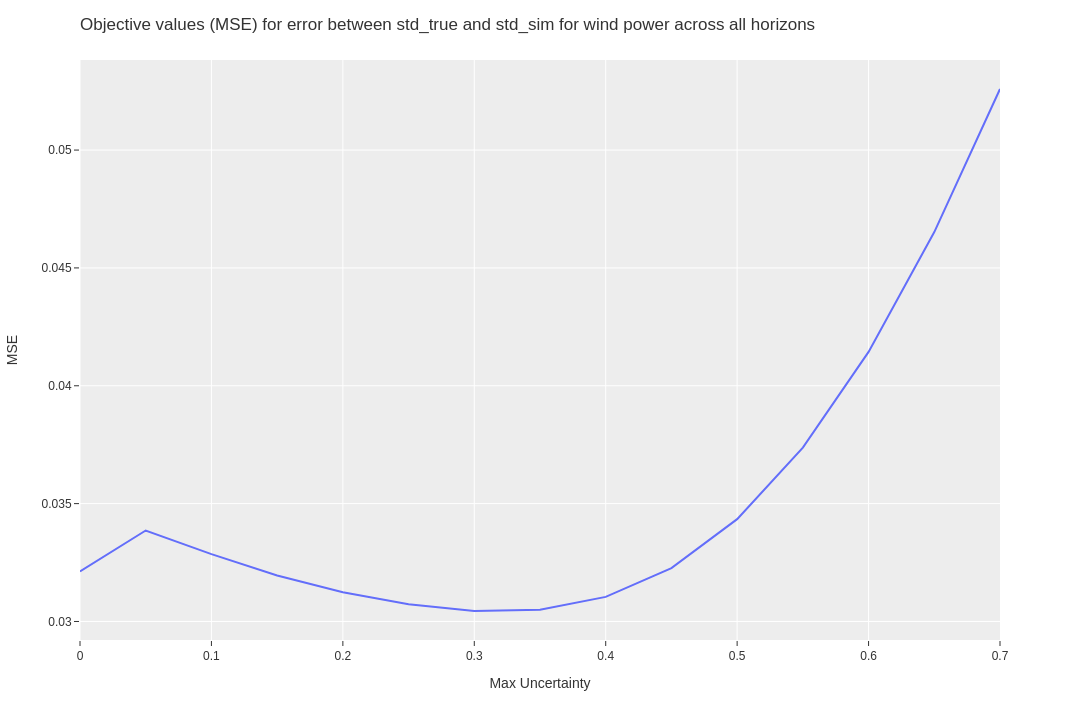 Objective values (MSE) for error between std_true and std_sim for wind power across all horizons
0.05
0.045
0.04
0.035
0.03
MSE
0 0.1 0.2 0.3 0.4 0.5 0.6 0.7
Max Uncertainty